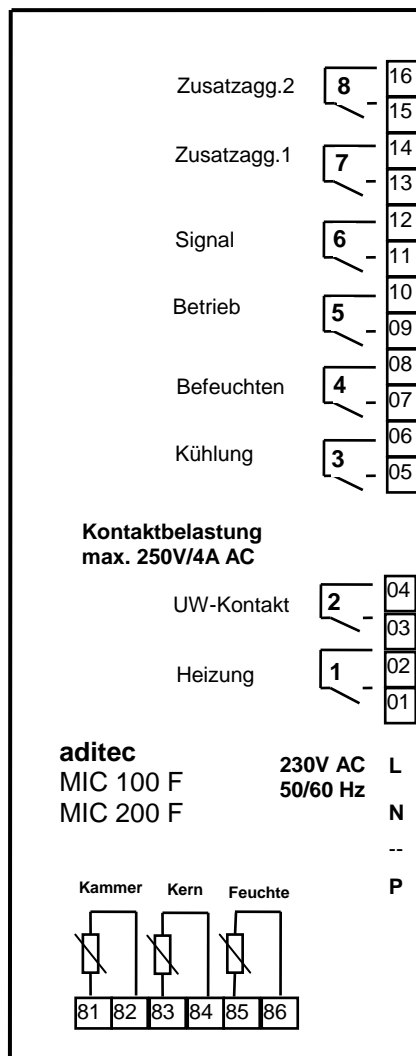 Zusatzagg.2 8 16
15
Zusatzagg.1 7 14
13
Signal 6 12
11
Betrieb 5 10
09
Befeuchten 4 08
07
Kühlung 3 06
05
Kontaktbelastung
max. 250V/4A AC
UW-Kontakt 2 04
03
Heizung 1 02
01
aditec
MIC 100 F
MIC 200 F
230V AC L
50/60 Hz
N
--
P
Kammer Kern Feuchte
81 82 83 84 85 86